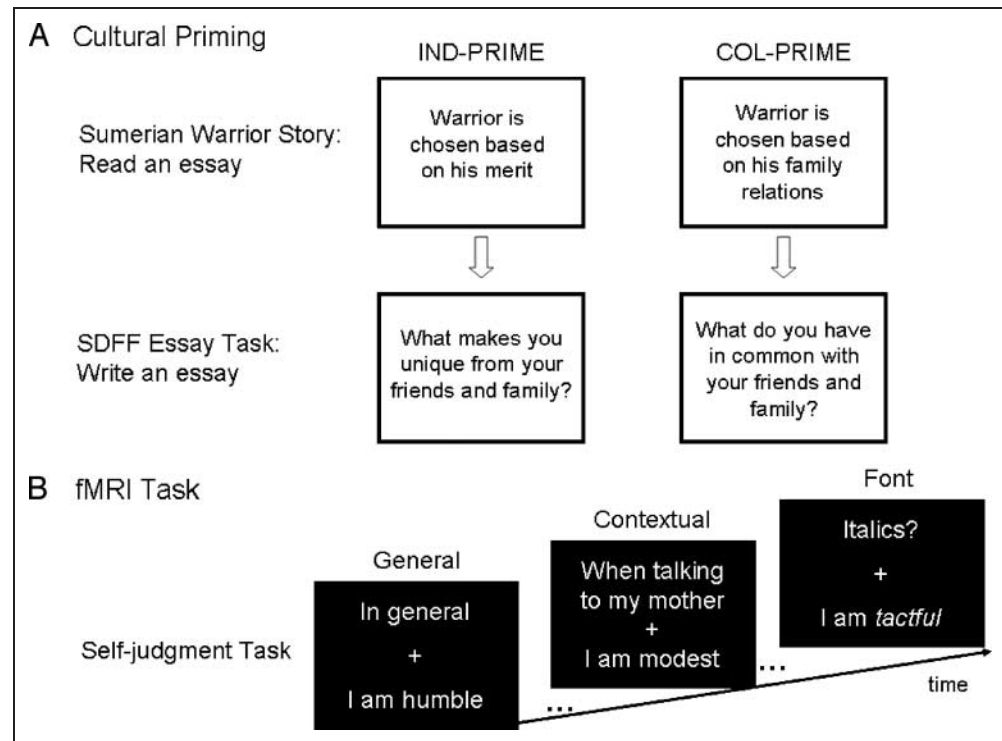 A Cultural Priming
IND-PRIME
COL-PRIME
Sumerian Warrior Story:
Read an essay
Warrior is
chosen based
on his merit
Warrior is
chosen based
on his family
relations
SDFF Essay Task:
Write an essay
What makes you
unique from your
friends and family?
What do you have
in common with
your friends and
family?
B fMRI Task
Self-judgment Task
General
In general
+
I am humble
...
Contextual
When talking
to my mother
+
I am modest
...
Font
Italics?
+
I am tactful
time